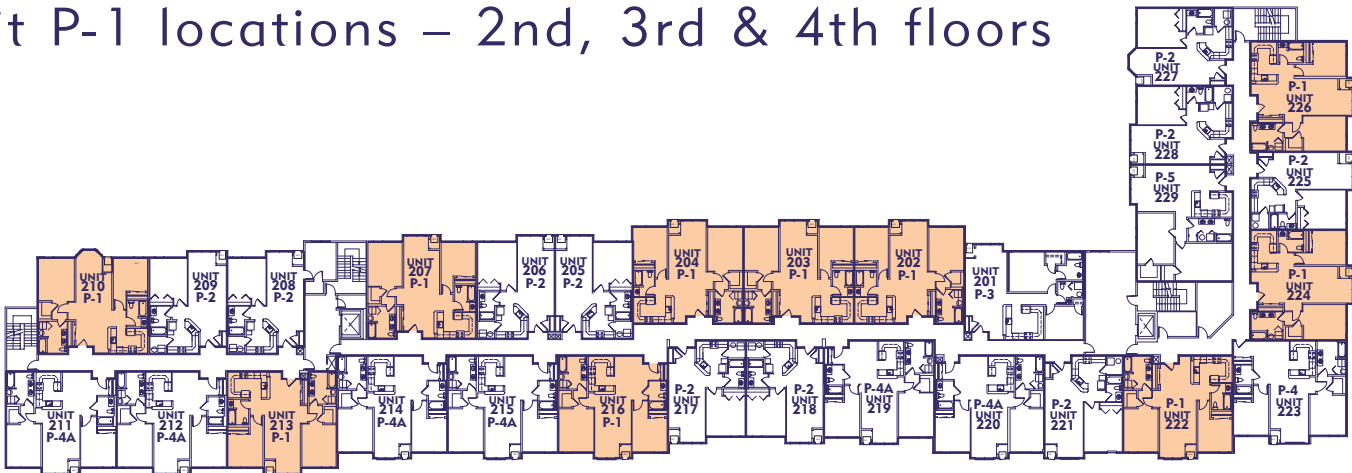 it P-1 locations – 2nd, 3rd & 4th floors
P-2
UNIT
227
P-1
UNIT
226
P-2
UNIT
228
P-2
UNIT
225
P-5
UNIT
229
UNIT
210
P-1
UNIT
209
P-2
UNIT
208
P-2
UNIT
207
P-1
UNIT
206
P-2
UNIT
205
P-2
UNIT
204
P-1
UNIT
203
P-1
UNIT
202
P-1
UNIT
201
P-3
P-1
UNIT
224
UNIT
211
P-4A
UNIT
212
P-4A
UNIT
213
P-1
UNIT
214
P-4A
UNIT
215
P-4A
UNIT
216
P-1
P-2
UNIT
217
P-2
UNIT
218
P-4A
UNIT
219
P-4A
UNIT
220
P-2
UNIT
221
P-1
UNIT
222
P-4
UNIT
223